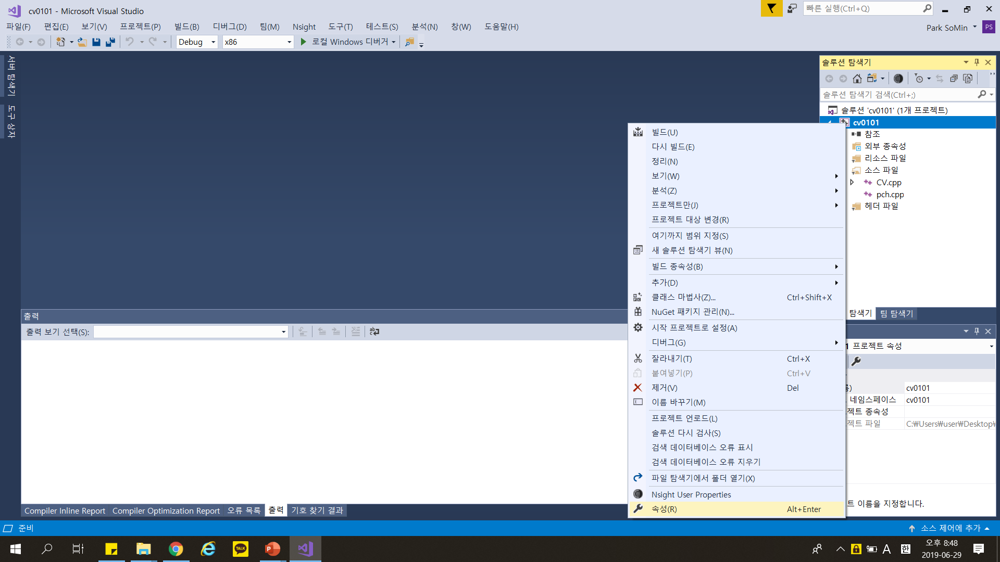 cv0101 - Microsoft Visual Studio
빠른 실행(Ctrl+Q)
파일(F) 편집(E) 보기(V) 프로젝트(P) 빌드(B) 디버그(D) 팀(M) Nsight 도구(T) 테스트(S) 분석(N) 창(W) 도움말(H)
Park SoMin PS
Debug x86 로컬 Windows 디버거
서버 탐색기
도구 상자
솔루션 탐색기
솔루션 탐색기 검색(Ctrl+;)
솔루션 'cv0101' (1개 프로젝트)
cv0101
참조
외부 종속성
리소스 파일
소스 파일
CV.cpp
pch.cpp
헤더 파일
빌드(U)
다시 빌드(E)
정리(N)
보기(W)
분석(Z)
프로젝트만(J)
프로젝트 대상 변경(R)
여기까지 범위 지정(S)
새 솔루션 탐색기 뷰(N)
빌드 종속성(B)
추가(D)
클래스 마법사(Z)... Ctrl+Shift+X
NuGet 패키지 관리(N)...
시작 프로젝트로 설정(A)
디버그(G)
잘라내기(T) Ctrl+X
붙여넣기(P) Ctrl+V
제거(V) Del
이름 바꾸기(M)
프로젝트 언로드(L)
솔루션 다시 검사(S)
검색 데이터베이스 오류 표시
검색 데이터베이스 오류 지우기
파일 탐색기에서 폴더 열기(X)
Nsight User Properties
속성(R) Alt+Enter
탐색기 팀 탐색기
1 프로젝트 속성
cv0101
네임스페이스 cv0101
젝트 종속성
젝트 파일 C:₩Users₩user₩Desktop₩
트 이름을 지정합니다.
출력
출력 보기 선택(S):
Compiler Inline Report Compiler Optimization Report 오류 목록 출력 기호 찾기 결과
준비
소스 제어에 추가
TALK
A 한
오후 8:48
2019-06-29